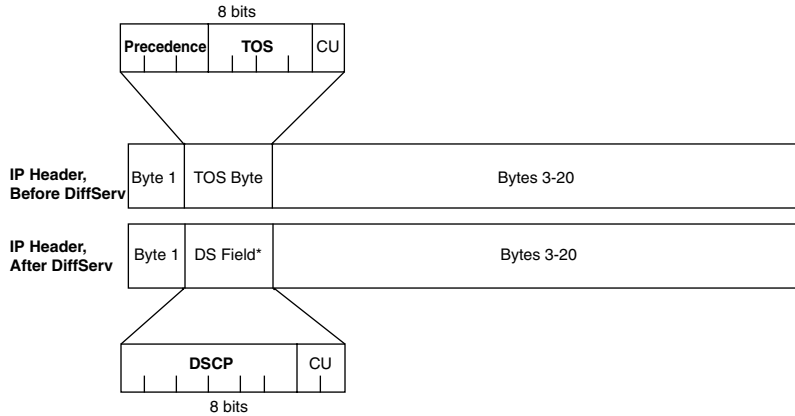 8 bits
Precedence TOS CU
IP Header,
Before DiffServ
Byte 1 TOS Byte Bytes 3-20
IP Header,
After DiffServ
Byte 1 DS Field* Bytes 3-20
DSCP CU
8 bits